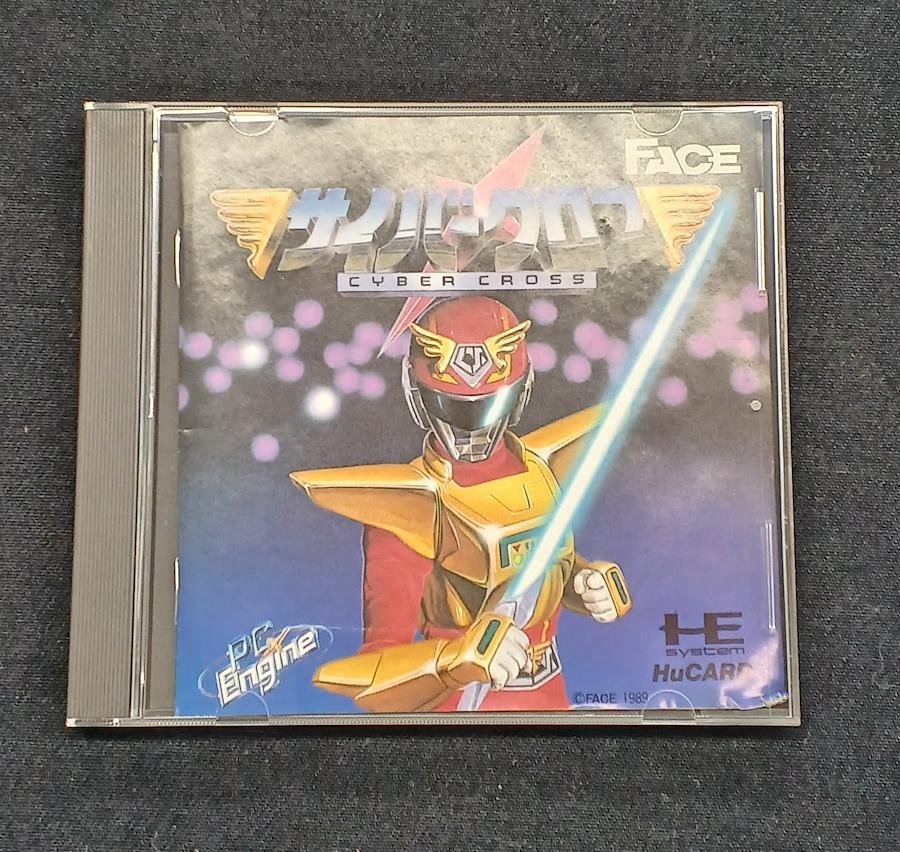 FACE
サイバークロス
CYBER CROSS
HE
system
HuCARD
PC
Engine
©FACE 1989